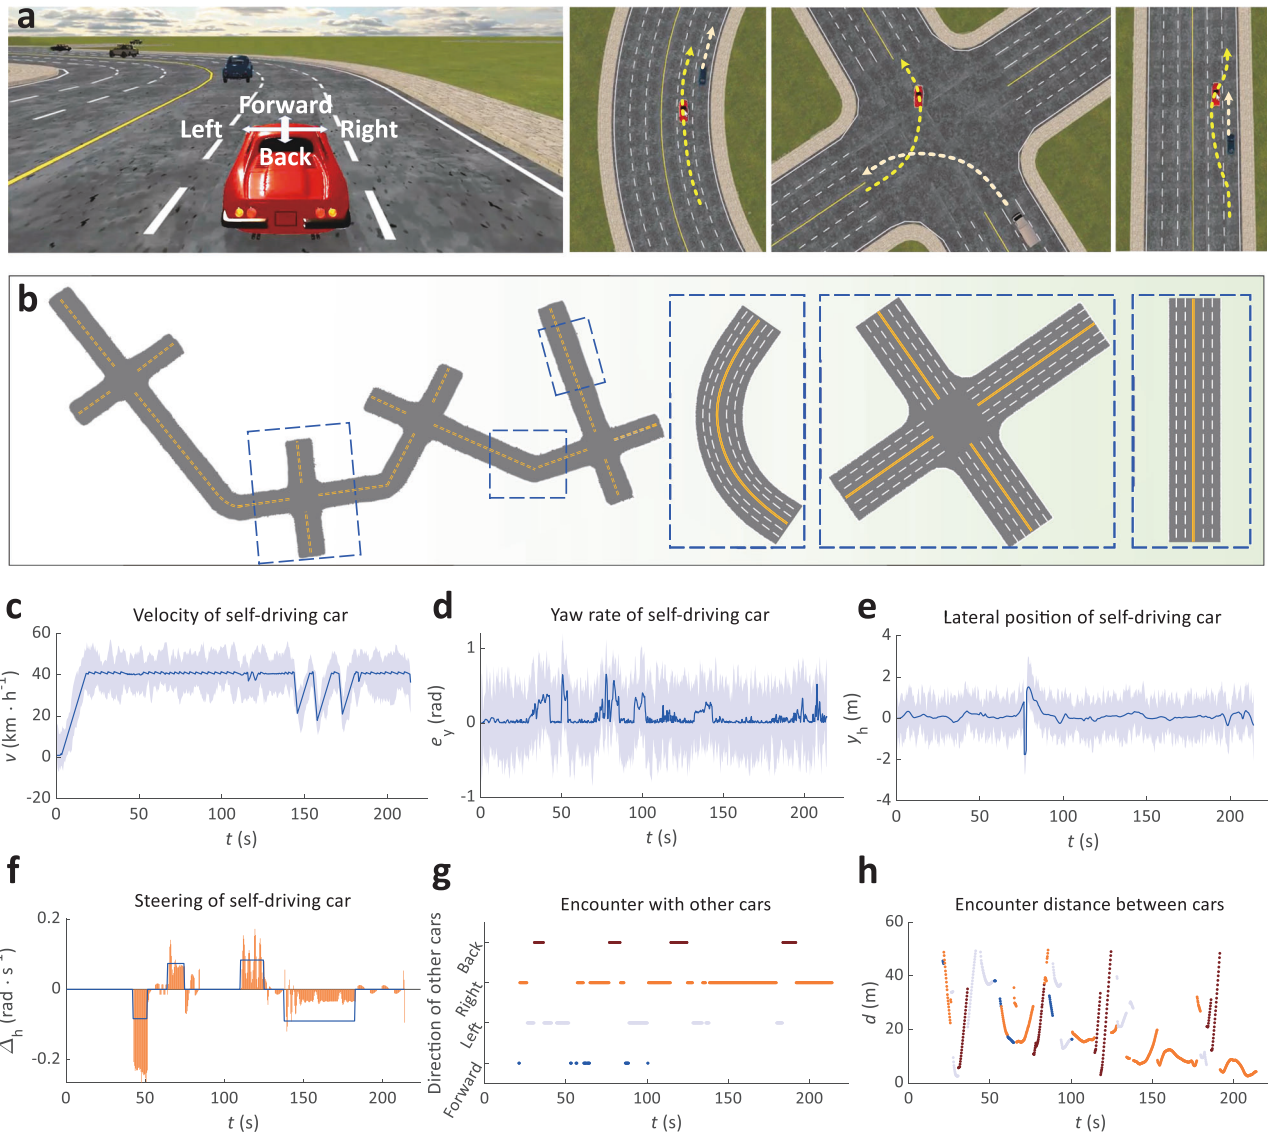 a
Forward
Left
Right
Back
b
c
Velocity of self-driving car
v (km · h⁻¹)
60
40
20
0
-20
0
50
100
150
200
t (s)
d
Yaw rate of self-driving car
e_y (rad)
1
0
-1
0
50
100
150
200
t (s)
e
Lateral position of self-driving car
y_h (m)
4
2
0
-2
-4
0
50
100
150
200
t (s)
f
Steering of self-driving car
Δ_h (rad · s⁻¹)
0.2
0
-0.2
0
50
100
150
200
t (s)
g
Encounter with other cars
Direction of other cars
Back
Right
Left
Forward
0
50
100
150
200
t (s)
h
Encounter distance between cars
d (m)
60
40
20
0
0
50
100
150
200
t (s)